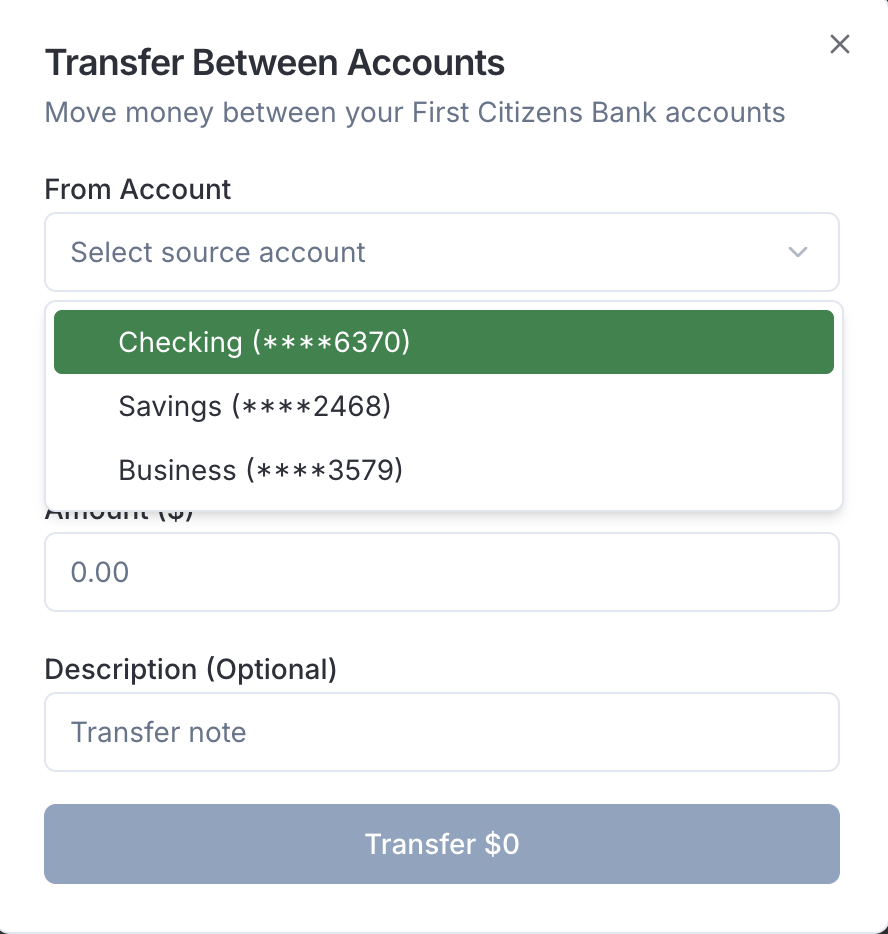 Transfer Between Accounts
Move money between your First Citizens Bank accounts
From Account
Select source account
Checking (****6370)
Savings (****2468)
Business (****3579)
Amount ($)
0.00
Description (Optional)
Transfer note
Transfer $0